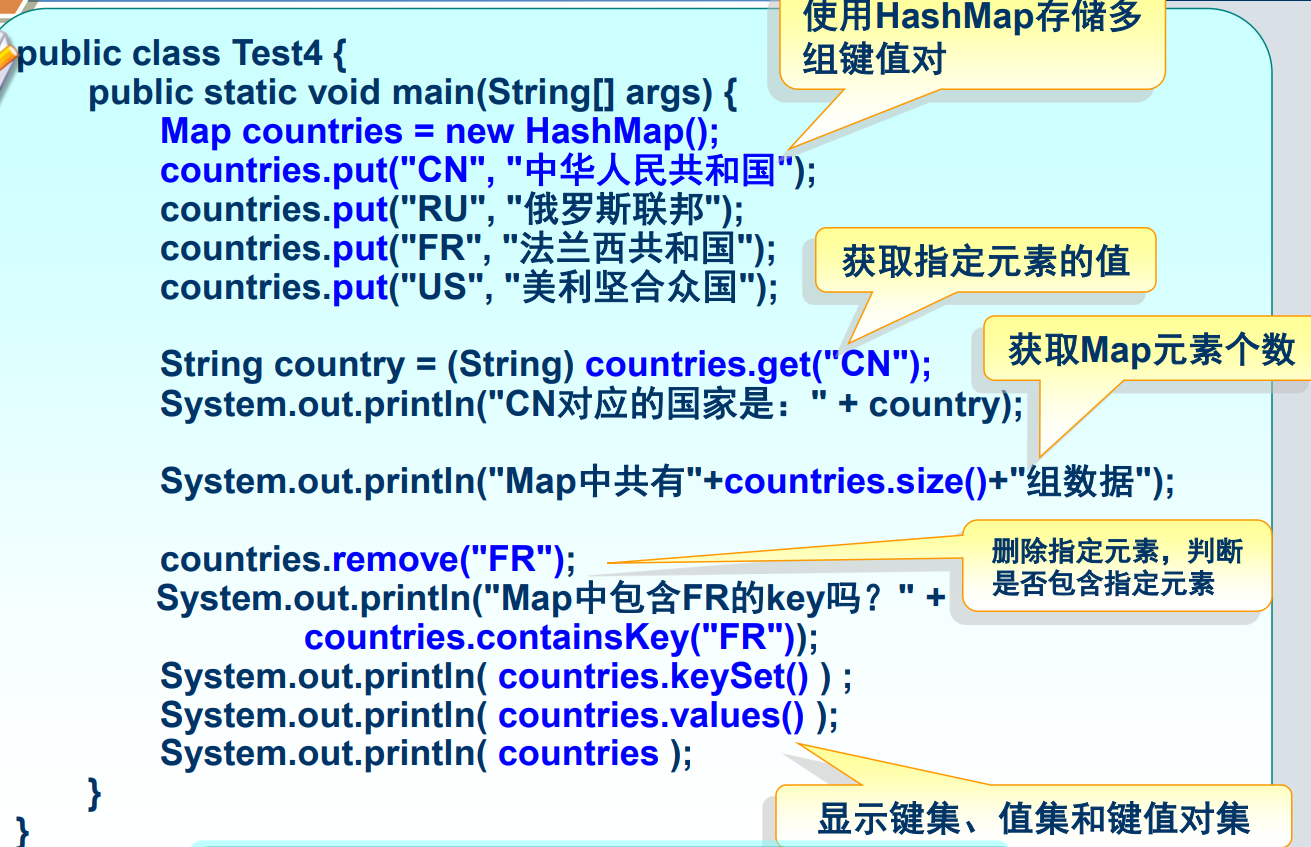 使用HashMap存储多
组键值对
public class Test4 {
public static void main(String[] args) {
Map countries = new HashMap();
countries.put("CN", "中华人民共和国");
countries.put("RU", "俄罗斯联邦");
countries.put("FR", "法兰西共和国");
countries.put("US", "美利坚合众国");
获取指定元素的值
String country = (String) countries.get("CN");
System.out.println("CN对应的国家是：" + country);
获取Map元素个数
System.out.println("Map中共有"+countries.size()+"组数据");
countries.remove("FR");
System.out.println("Map中包含FR的key吗？" +
countries.containsKey("FR"));
删除指定元素，判断
是否包含指定元素
System.out.println( countries.keySet() ) ;
System.out.println( countries.values() );
System.out.println( countries );
}
}
显示键集、值集和键值对集